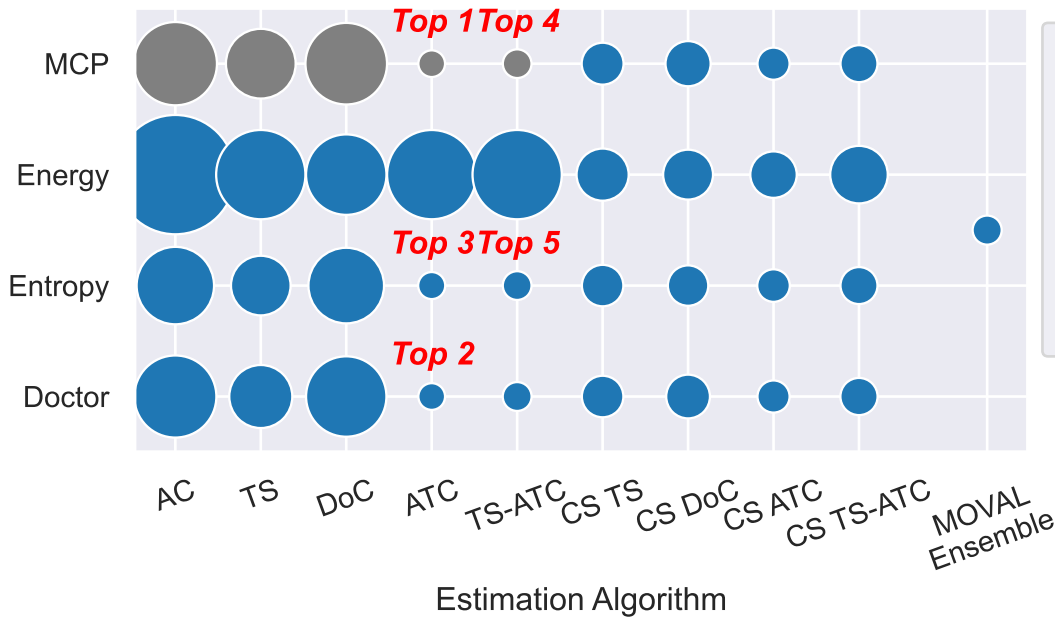 Top 1 Top 4
MCP
Energy
Top 3 Top 5
Entropy
Top 2
Doctor
AC
TS
DoC
ATC
TS-ATC
CS TS
CS DoC
CS ATC
CS TS-ATC
MOVAL
Ensemble
Estimation Algorithm